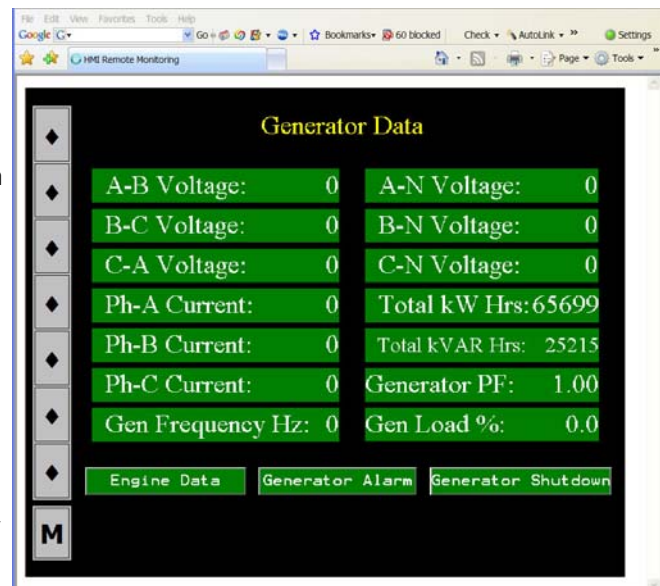 File Edit View Favorites Tools Help
Google G▾ Go Bookmarks▾ 60 blocked Check ▾ AutoLink ▾ » Settings
HMI Remote Monitoring Page ▾ Tools ▾ »
Generator Data
A-B Voltage: 0 A-N Voltage: 0
B-C Voltage: 0 B-N Voltage: 0
C-A Voltage: 0 C-N Voltage: 0
Ph-A Current: 0 Total kW Hrs: 65699
Ph-B Current: 0 Total kVAR Hrs: 25215
Ph-C Current: 0 Generator PF: 1.00
Gen Frequency Hz: 0 Gen Load %: 0.0
Engine Data Generator Alarm Generator Shutdown
M